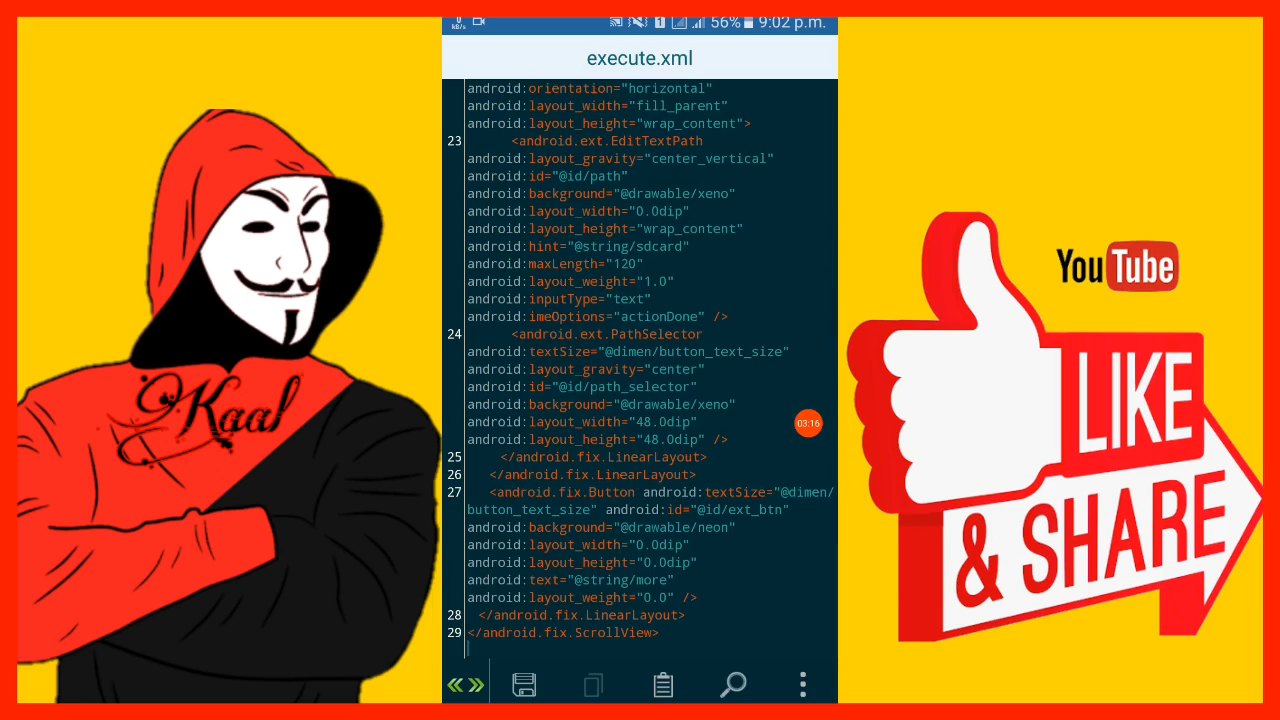 0
kB/s
1
56%
9:02 p.m.
execute.xml
android:orientation="horizontal"
android:layout_width="fill_parent"
android:layout_height="wrap_content">
23 <android.ext.EditTextPath
android:layout_gravity="center_vertical"
android:id="@id/path"
android:background="@drawable/xeno"
android:layout_width="0.0dip"
android:layout_height="wrap_content"
android:hint="@string/sdcard"
android:maxLength="120"
android:layout_weight="1.0"
android:inputType="text"
android:imeOptions="actionDone" />
24 <android.ext.PathSelector
android:textSize="@dimen/button_text_size"
android:layout_gravity="center"
android:id="@id/path_selector"
android:background="@drawable/xeno"
android:layout_width="48.0dip"
android:layout_height="48.0dip" />
25 </android.fix.LinearLayout>
26 </android.fix.LinearLayout>
27 <android.fix.Button android:textSize="@dimen/
button_text_size" android:id="@id/ext_btn"
android:background="@drawable/neon"
android:layout_width="0.0dip"
android:layout_height="0.0dip"
android:text="@string/more"
android:layout_weight="0.0" />
28 </android.fix.LinearLayout>
29 </android.fix.ScrollView>
03:16
Kaal
YouTube
LIKE
& SHARE